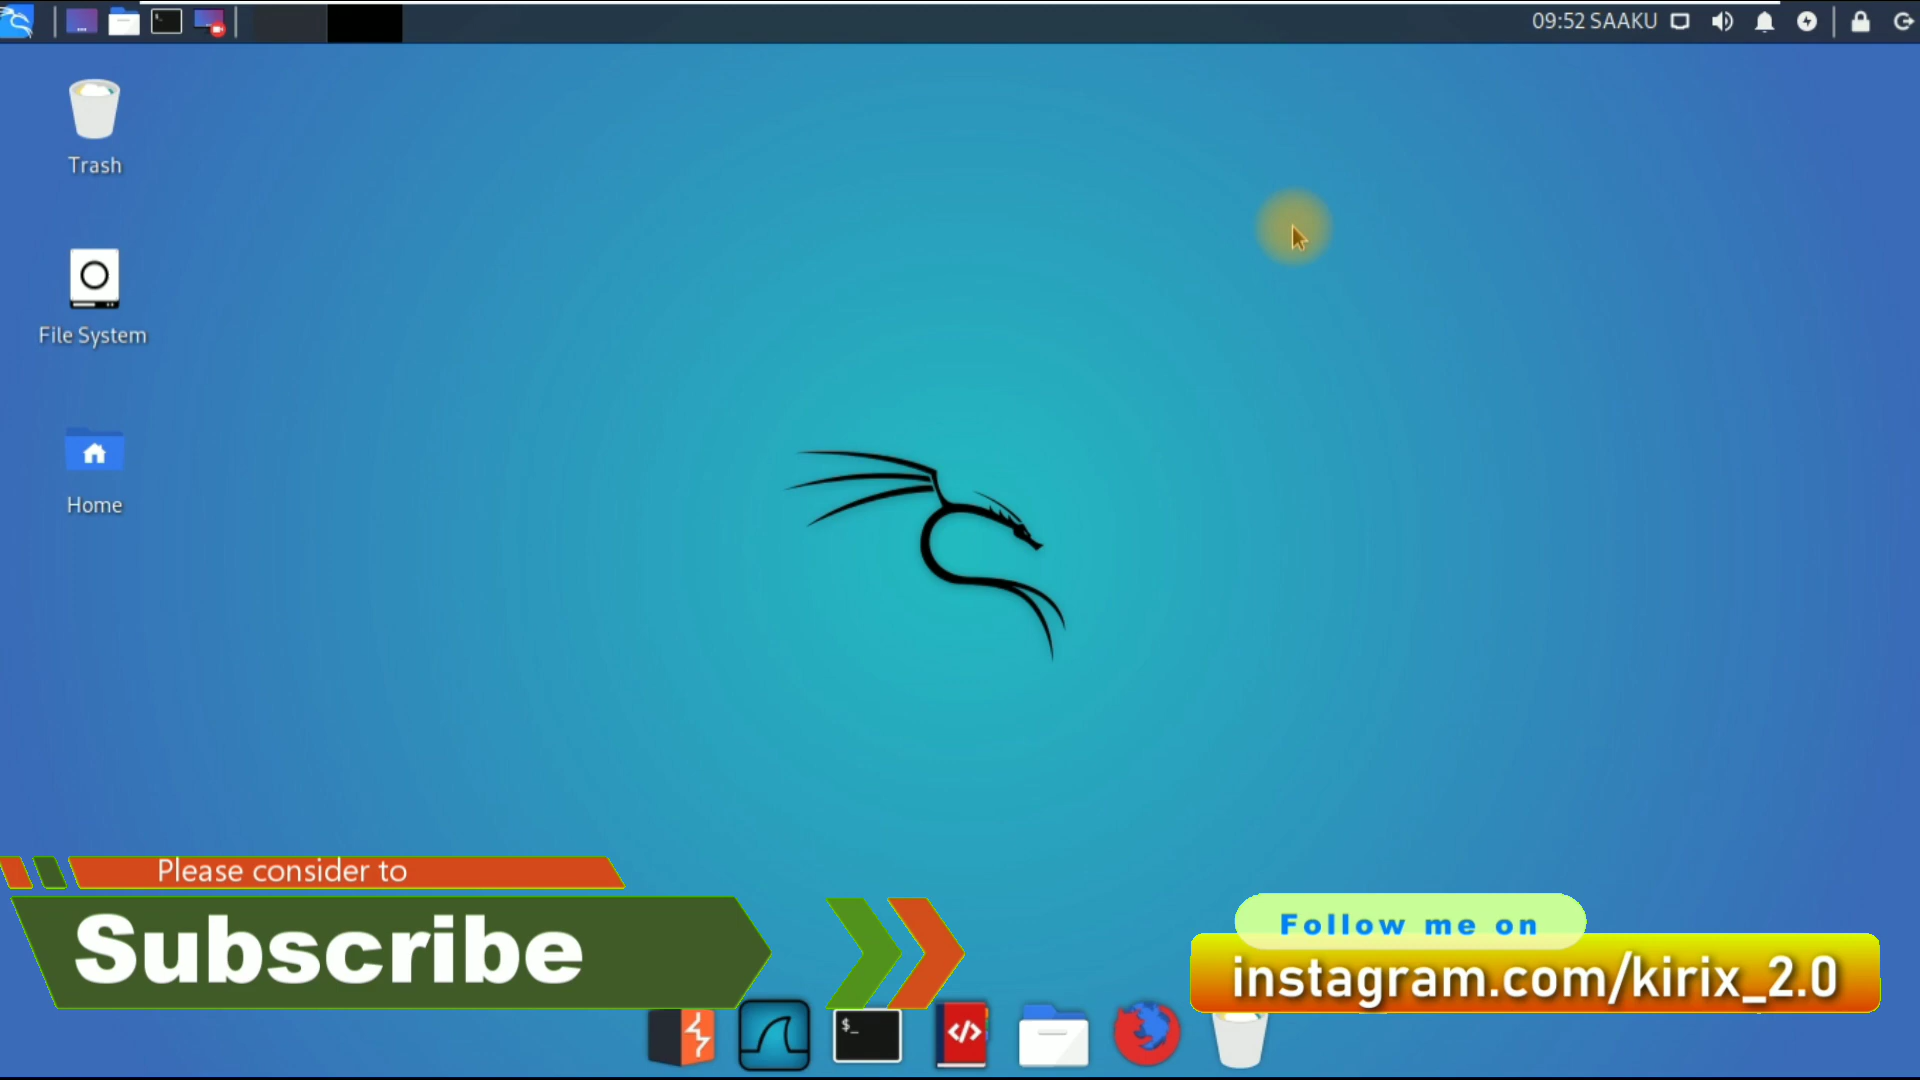 09:52 SAAKU
Trash
File System
Home
Please consider to
Subscribe
Follow me on
instagram.com/kirix_2.0
$_
</>